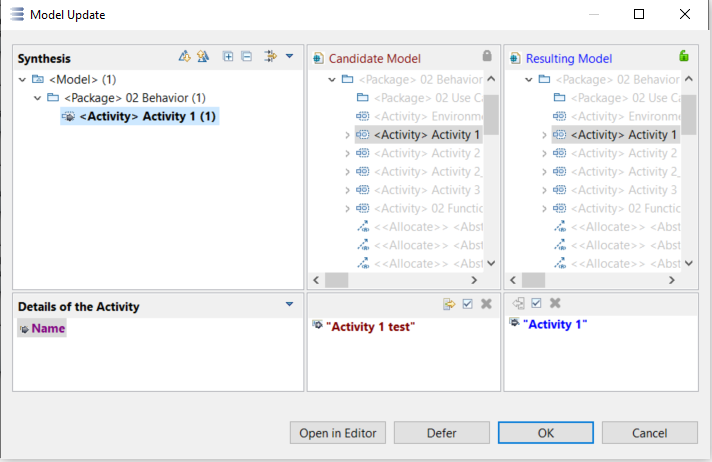 Model Update
Synthesis
<Model> (1)
<Package> 02 Behavior (1)
<Activity> Activity 1 (1)
Candidate Model
<Package> 02 Behavior
<Package> 02 Use Ca
<Activity> Environme
<Activity> Activity 1
<Activity> Activity 2
<Activity> Activity 2_
<Activity> Activity 3
<Activity> 02 Functio
<<Allocate>> <Abst
<<Allocate>> <Abst
<<Allocate>> <Abst
Resulting Model
<Package> 02 Behavior
<Package> 02 Use Ca
<Activity> Environme
<Activity> Activity 1
<Activity> Activity 2
<Activity> Activity 2_
<Activity> Activity 3
<Activity> 02 Functio
<<Allocate>> <Abst
<<Allocate>> <Abst
<<Allocate>> <Abst
Details of the Activity
Name
"Activity 1 test"
"Activity 1"
Open in Editor
Defer
OK
Cancel